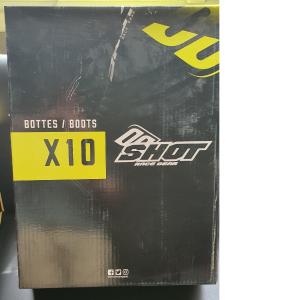 BOTTES / BOOTS
X10
SHOT
RACE GEAR